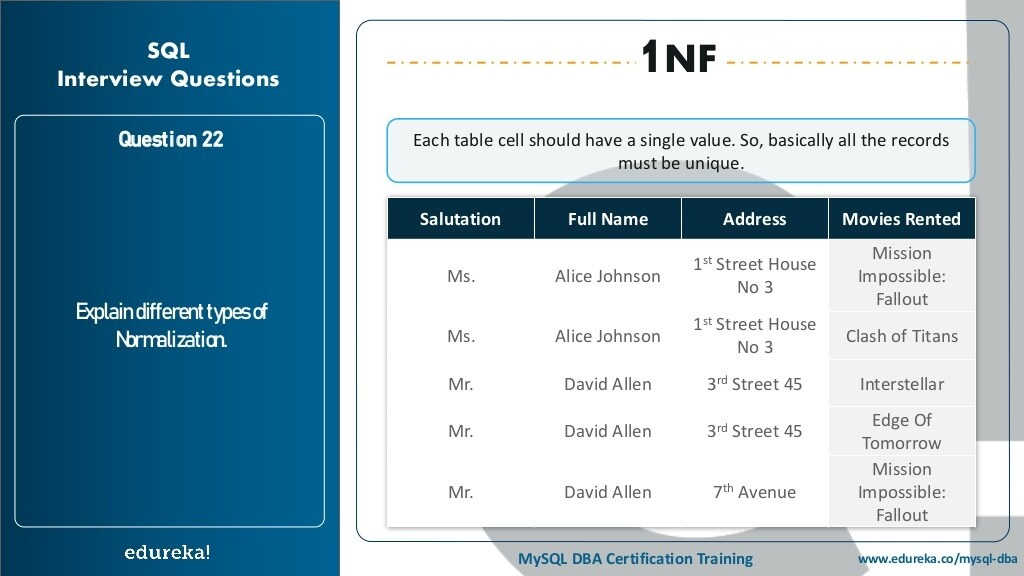 SQL
Interview Questions
Question 22
Explain different types of
Normalization.
edureka!
1NF
Each table cell should have a single value. So, basically all the records
must be unique.
Salutation Full Name Address Movies Rented
Ms. Alice Johnson 1st Street House No 3 Mission Impossible: Fallout
Ms. Alice Johnson 1st Street House No 3 Clash of Titans
Mr. David Allen 3rd Street 45 Interstellar
Mr. David Allen 3rd Street 45 Edge Of Tomorrow
Mr. David Allen 7th Avenue Mission Impossible: Fallout
MySQL DBA Certification Training
www.edureka.co/mysql-dba